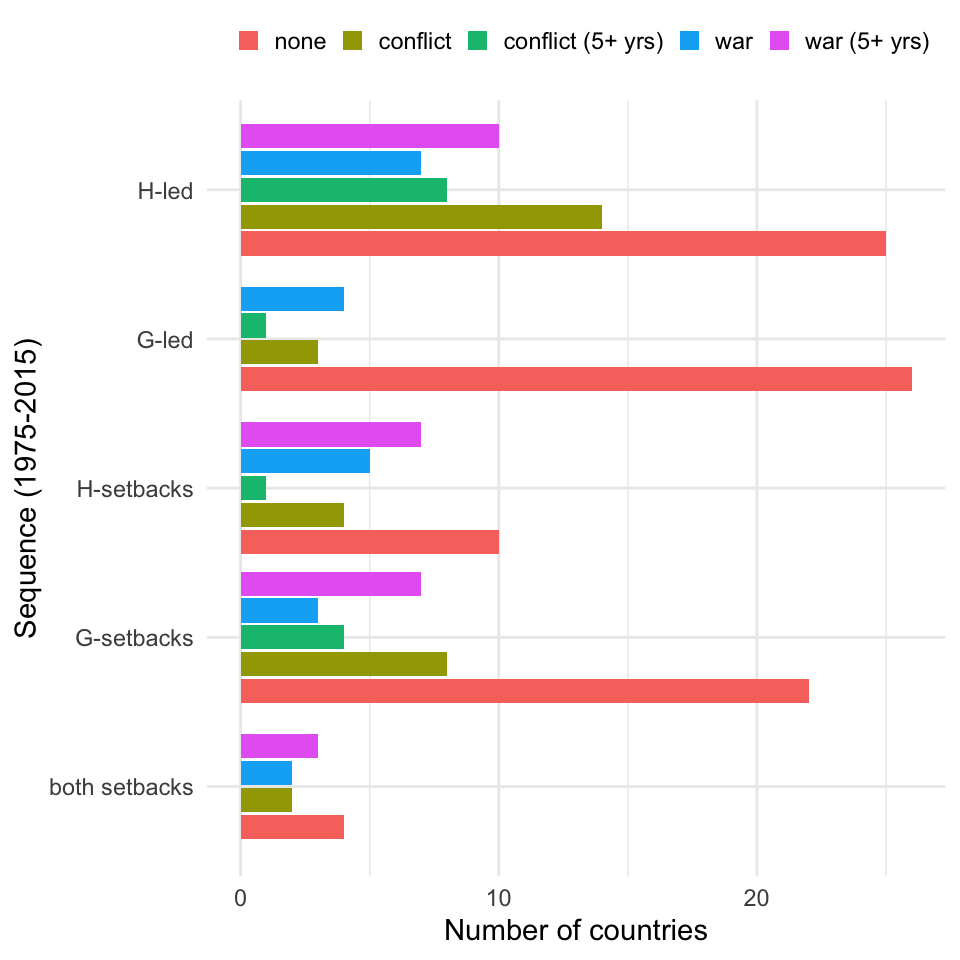 none conflict conflict (5+ yrs) war war (5+ yrs)
H-led
G-led
H-setbacks
G-setbacks
both setbacks
Sequence (1975-2015)
0 10 20
Number of countries